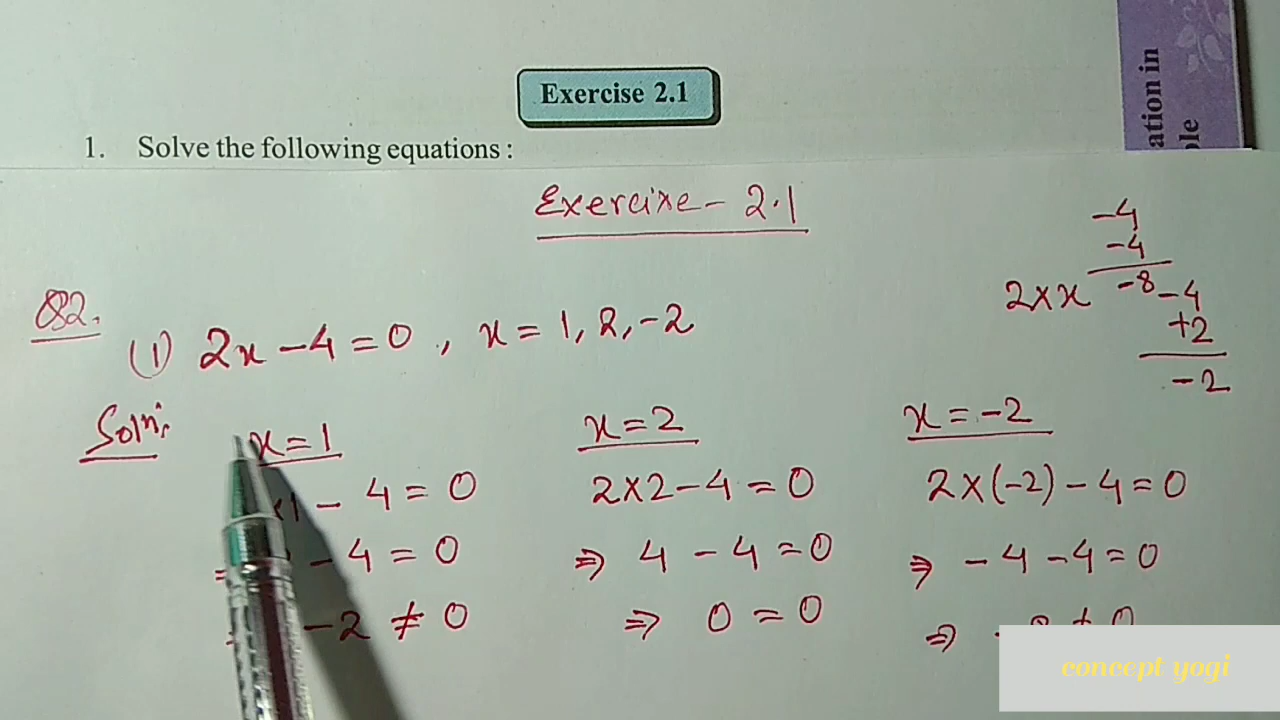 ation in
ple
Exercise 2.1
1. Solve the following equations :
Exercise - 2.1
-4
-4
-8
2×x
-4
+2
-2
Q2.
(1) 2x - 4 = 0 , x = 1, 2, -2
Soln:
x = 1
1 - 4 = 0
- 4 = 0
-2 ≠ 0
x = 2
2×2 - 4 = 0
⇒ 4 - 4 = 0
⇒ 0 = 0
x = -2
2×(-2) - 4 = 0
⇒ -4 - 4 = 0
⇒
concept yogi